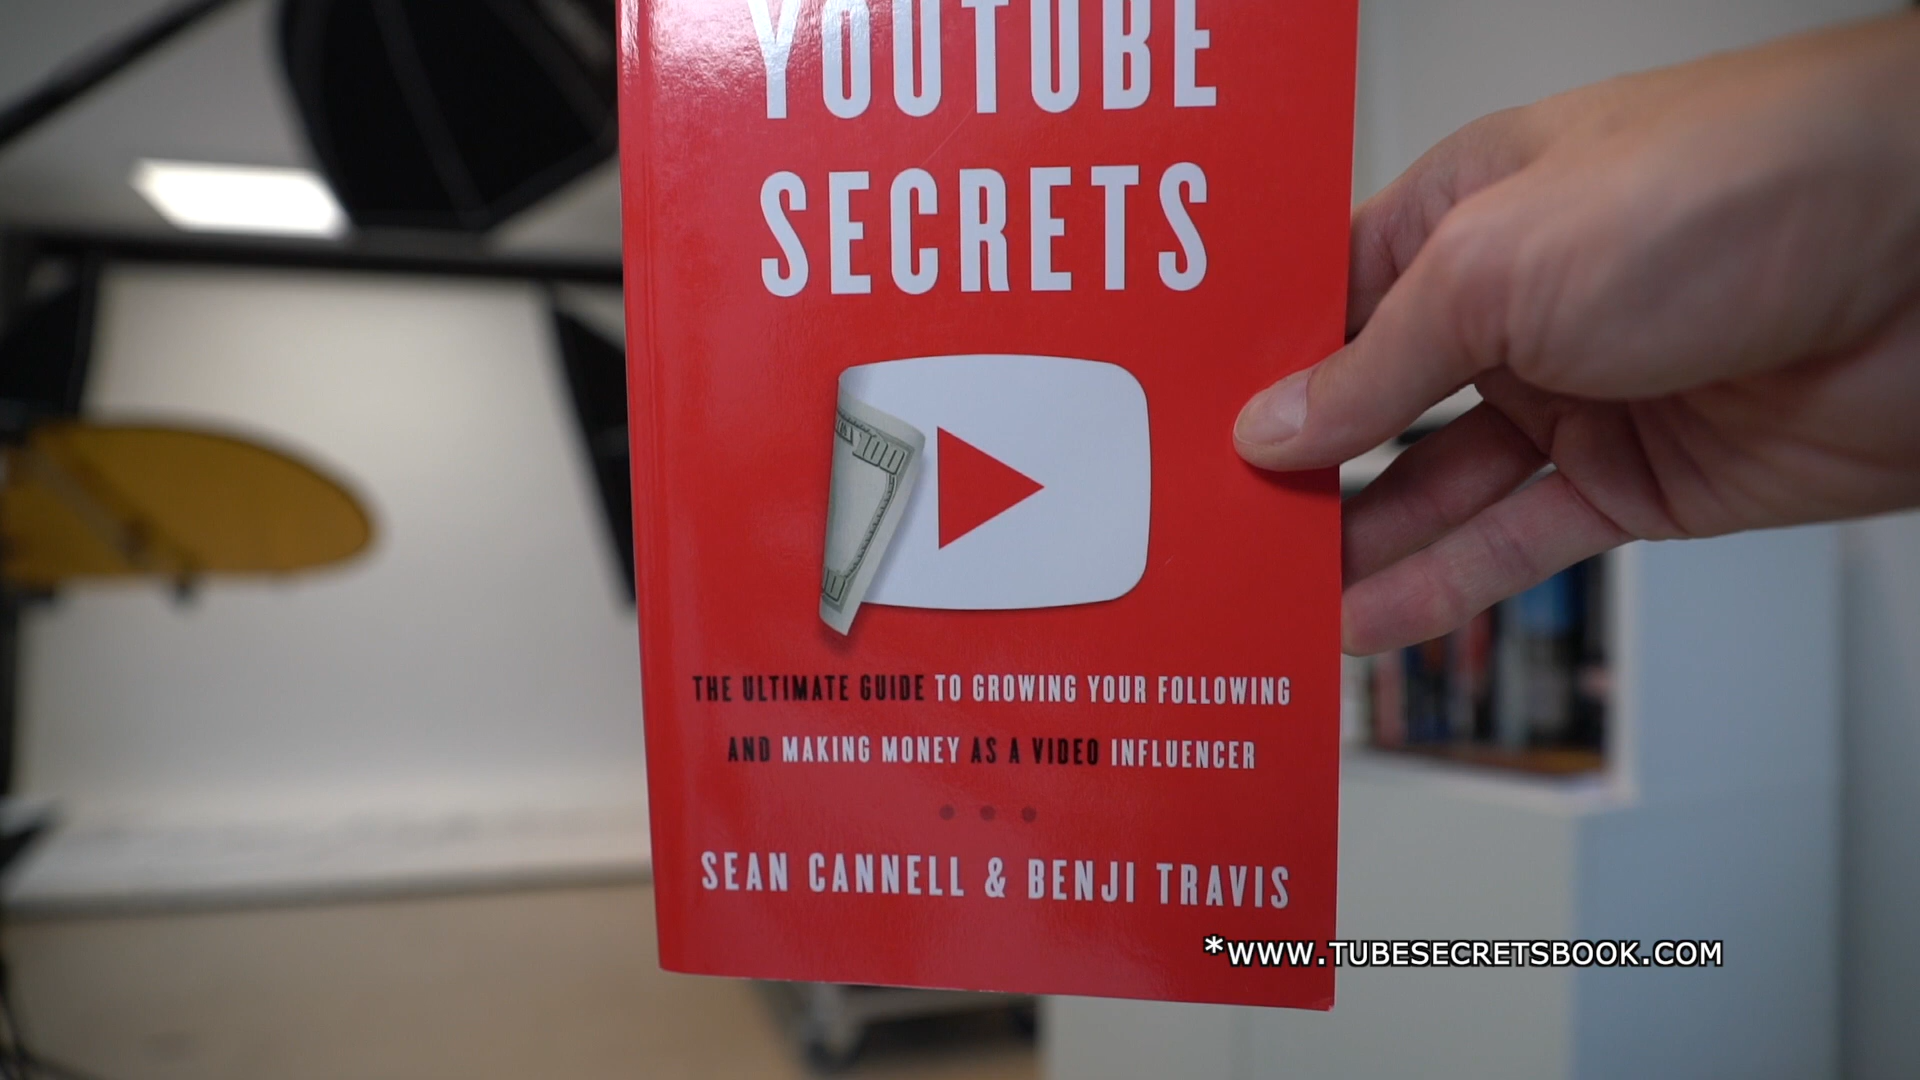 YOUTUBE
SECRETS
100
THE ULTIMATE GUIDE TO GROWING YOUR FOLLOWING
AND MAKING MONEY AS A VIDEO INFLUENCER
SEAN CANNELL & BENJI TRAVIS
*WWW.TUBESECRETSBOOK.COM